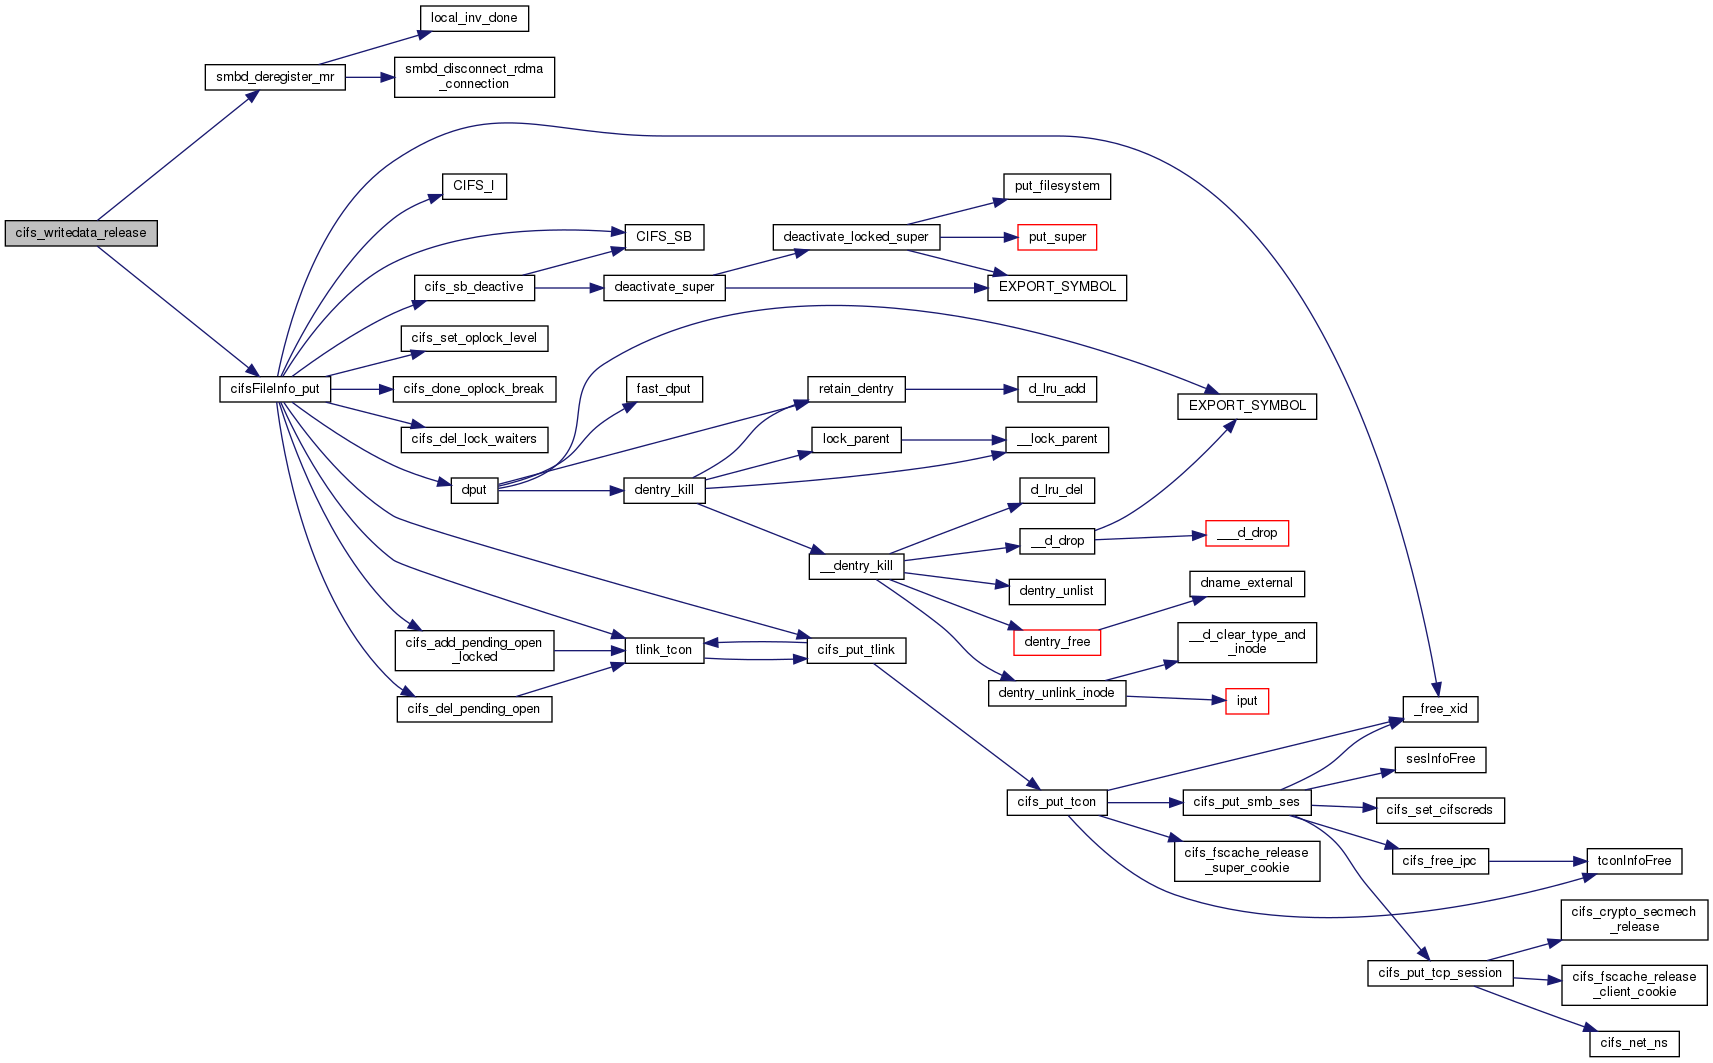 local_inv_done
smbd_deregister_mr
smbd_disconnect_rdma
_connection
CIFS_I
put_filesystem
cifs_writedata_release
CIFS_SB
deactivate_locked_super
put_super
cifs_sb_deactive
deactivate_super
EXPORT_SYMBOL
cifs_set_oplock_level
cifsFileInfo_put
cifs_done_oplock_break
fast_dput
retain_dentry
d_lru_add
EXPORT_SYMBOL
cifs_del_lock_waiters
lock_parent
__lock_parent
dput
dentry_kill
d_lru_del
__d_drop
___d_drop
__dentry_kill
dentry_unlist
dname_external
cifs_add_pending_open
_locked
tlink_tcon
cifs_put_tlink
dentry_free
__d_clear_type_and
_inode
dentry_unlink_inode
iput
cifs_del_pending_open
_free_xid
sesInfoFree
cifs_put_tcon
cifs_put_smb_ses
cifs_set_cifscreds
cifs_fscache_release
_super_cookie
cifs_free_ipc
tconInfoFree
cifs_crypto_secmech
_release
cifs_put_tcp_session
cifs_fscache_release
_client_cookie
cifs_net_ns